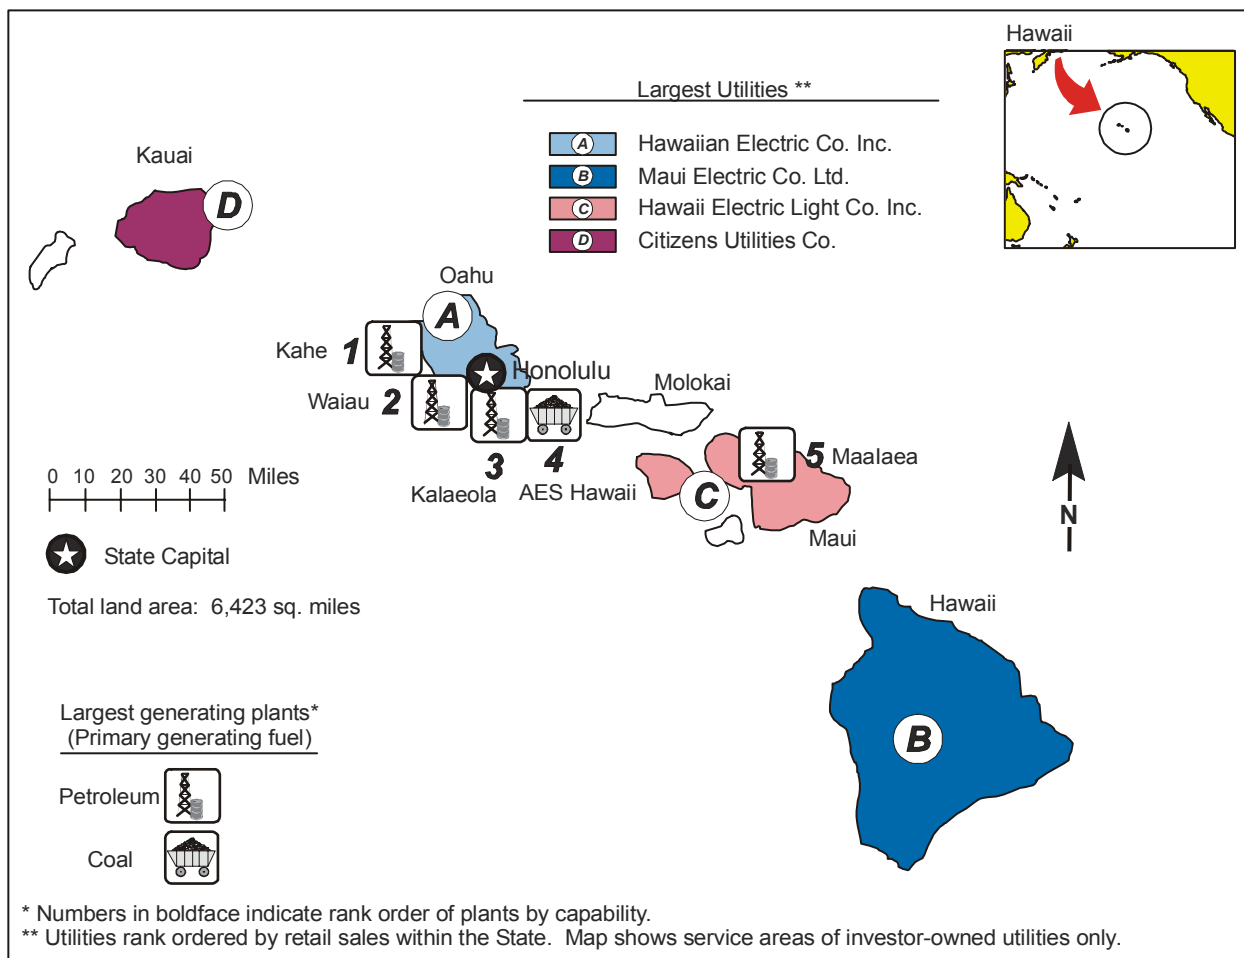 Hawaii
Largest Utilities **
A Hawaiian Electric Co. Inc.
B Maui Electric Co. Ltd.
C Hawaii Electric Light Co. Inc.
D Citizens Utilities Co.
Kauai
D
Oahu
A
Kahe 1
Honolulu
Waiau 2
Molokai
3 4
Kalaeola AES Hawaii
5 Maalaea
C
Maui
0 10 20 30 40 50 Miles
N
State Capital
Total land area: 6,423 sq. miles
Hawaii
B
Largest generating plants*
(Primary generating fuel)
Petroleum
Coal
* Numbers in boldface indicate rank order of plants by capability.
** Utilities rank ordered by retail sales within the State. Map shows service areas of investor-owned utilities only.